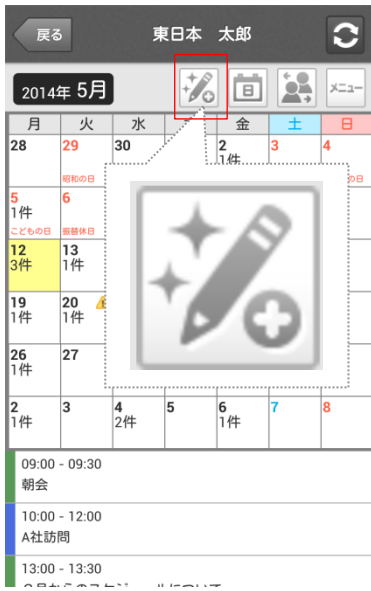 戻る 東日本 太郎
2014年 5月 8 メニュー
月 火 水 金 土 日
28 29 30 2 3 4
昭和の日 1件 の日
5 6
1件
こどもの日 振替休日
12 13
3件 1件
19 20
1件 1件
26 27
1件
2 3 4 5 6 7 8
1件 2件 1件
09:00 - 09:30
朝会
10:00 - 12:00
A社訪問
13:00 - 13:30